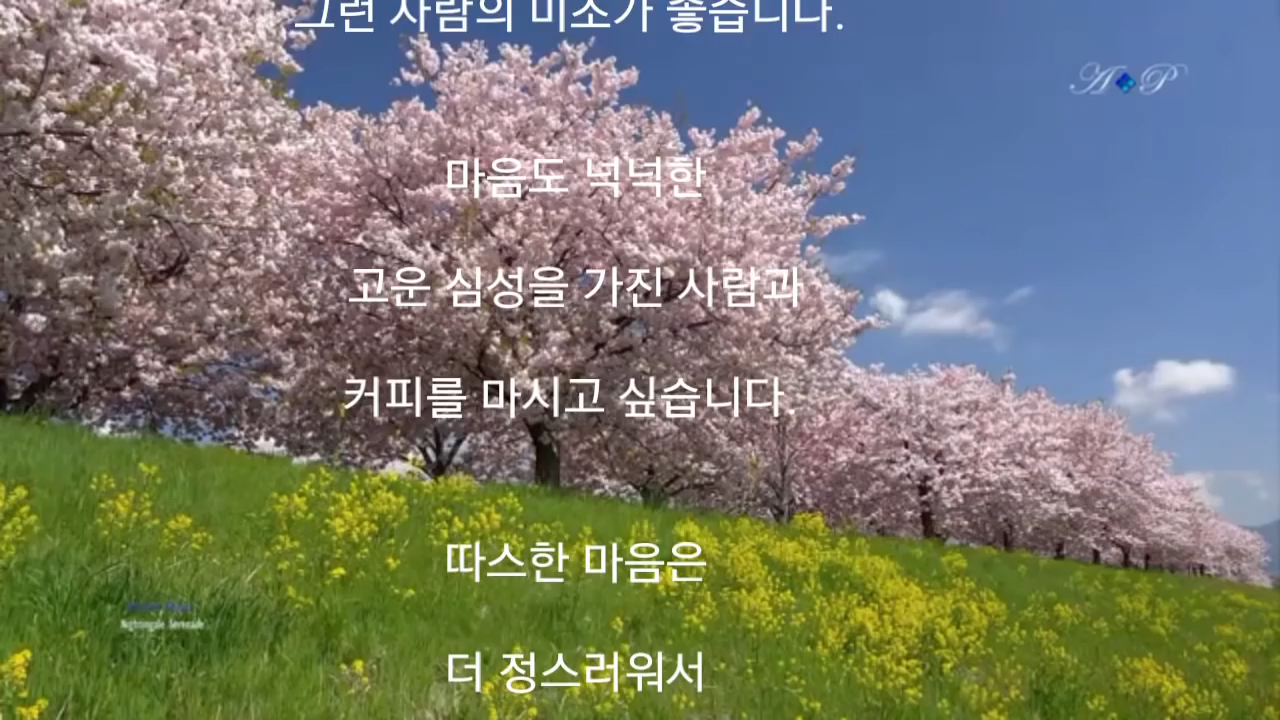 그런 사람의 미소가 좋습니다.
A P
마음도 넉넉한
고운 심성을 가진 사람과
커피를 마시고 싶습니다.
따스한 마음은
Nightingale Serenade
더 정스러워서